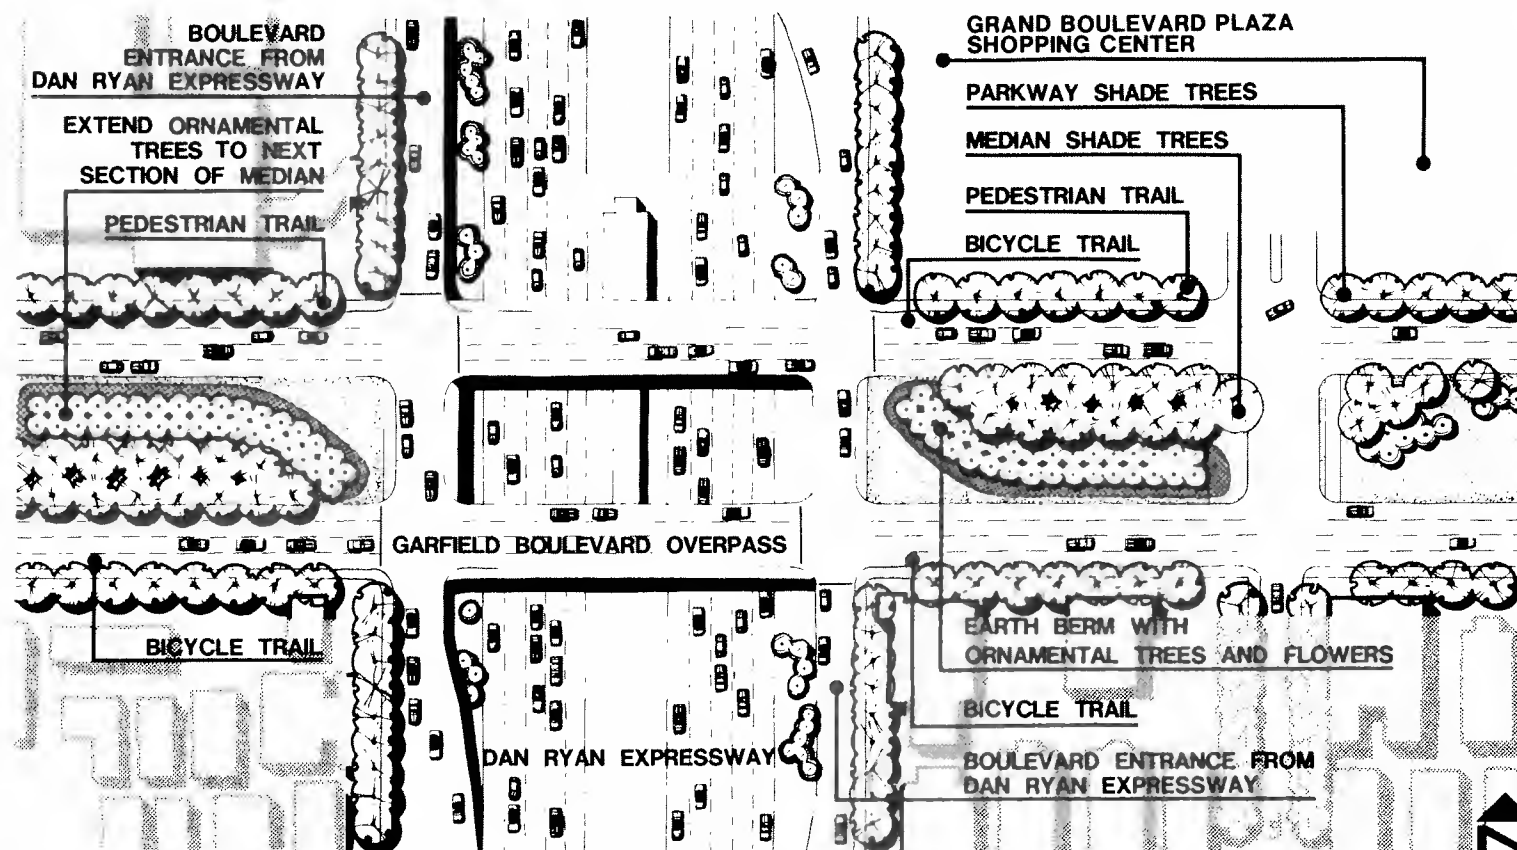 BOULEVARD
ENTRANCE FROM
DAN RYAN EXPRESSWAY
EXTEND ORNAMENTAL
TREES TO NEXT
SECTION OF MEDIAN
PEDESTRIAN TRAIL
GRAND BOULEVARD PLAZA
SHOPPING CENTER
PARKWAY SHADE TREES
MEDIAN SHADE TREES
PEDESTRIAN TRAIL
BICYCLE TRAIL
GARFIELD BOULEVARD OVERPASS
BICYCLE TRAIL
EARTH BERM WITH
ORNAMENTAL TREES AND FLOWERS
BICYCLE TRAIL
DAN RYAN EXPRESSWAY
BOULEVARD ENTRANCE FROM
DAN RYAN EXPRESSWAY
Z